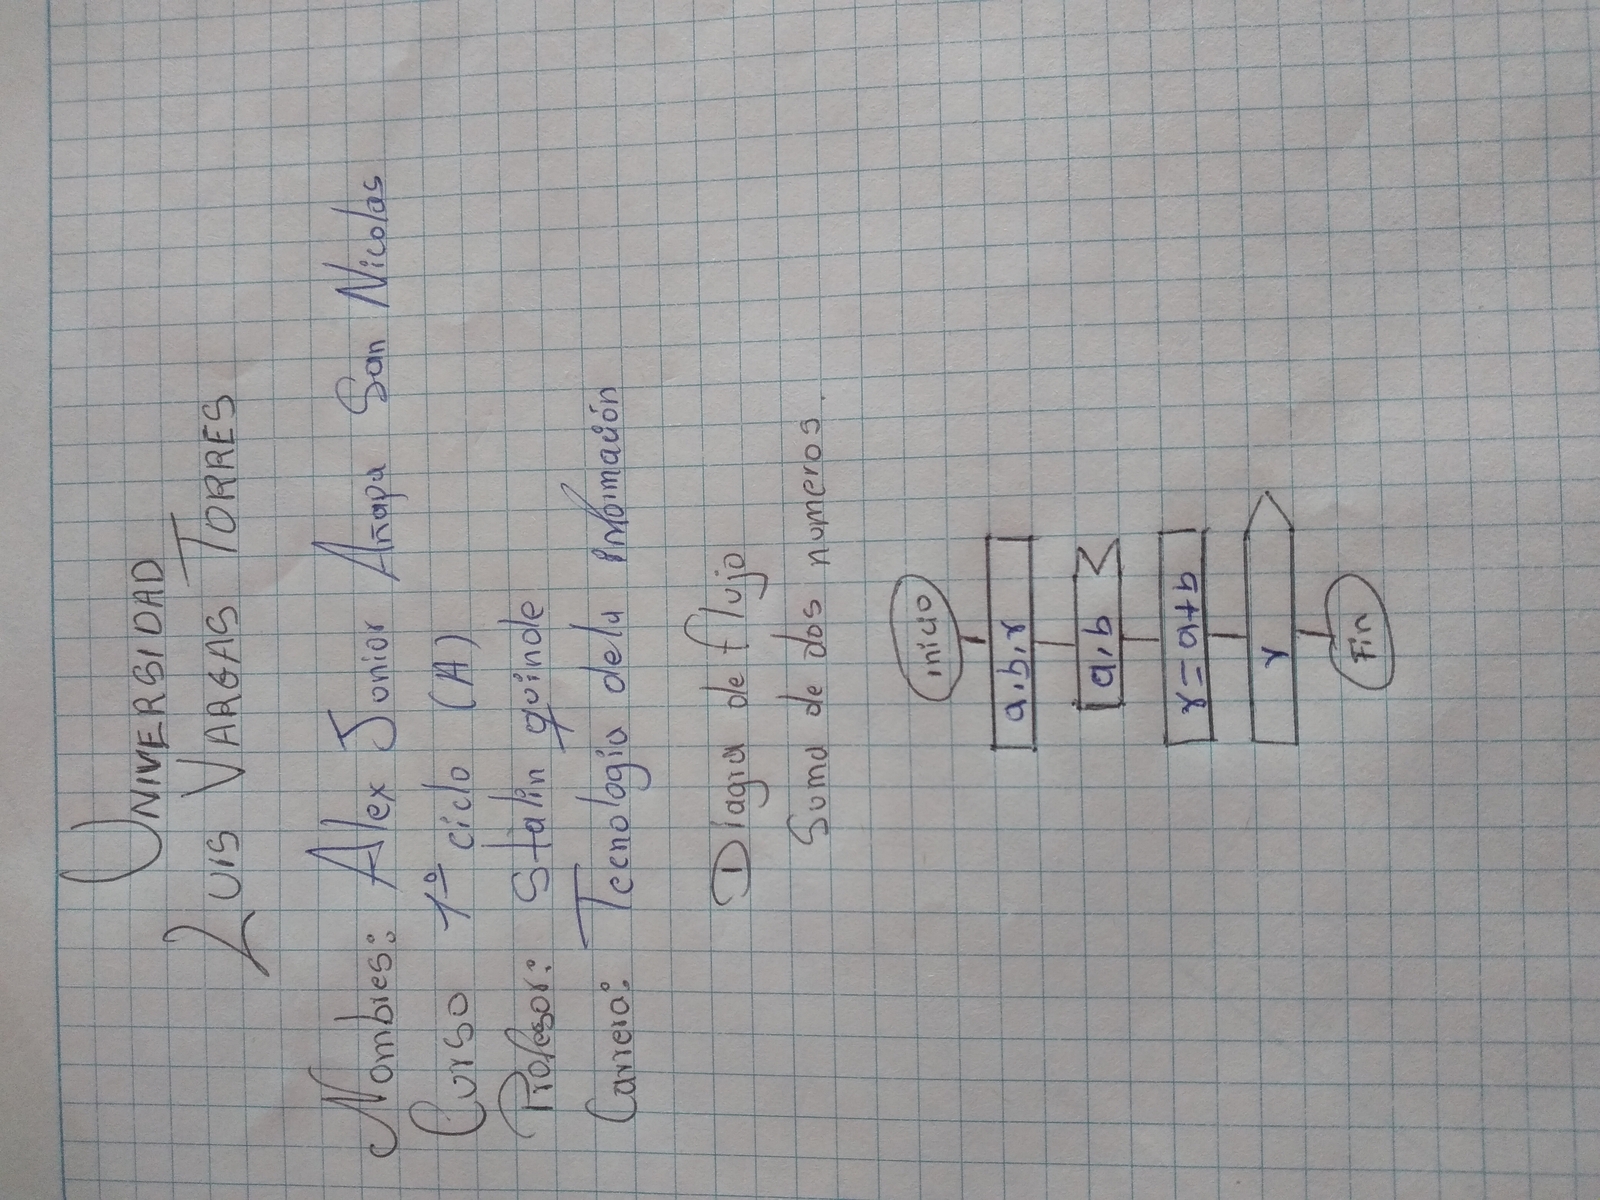 UNIVERSIDAD
LUIS VARGAS TORRES
Nombres: Alex Junior Añapa San Nicolas
Curso 1º ciclo (A)
Profesor: Stalin quinde
Carrera: Tecnologia dela información
Diagra de flujo
Suma de dos numeros.
inicio
a,b,r
a,b
r=a+b
r
Fin